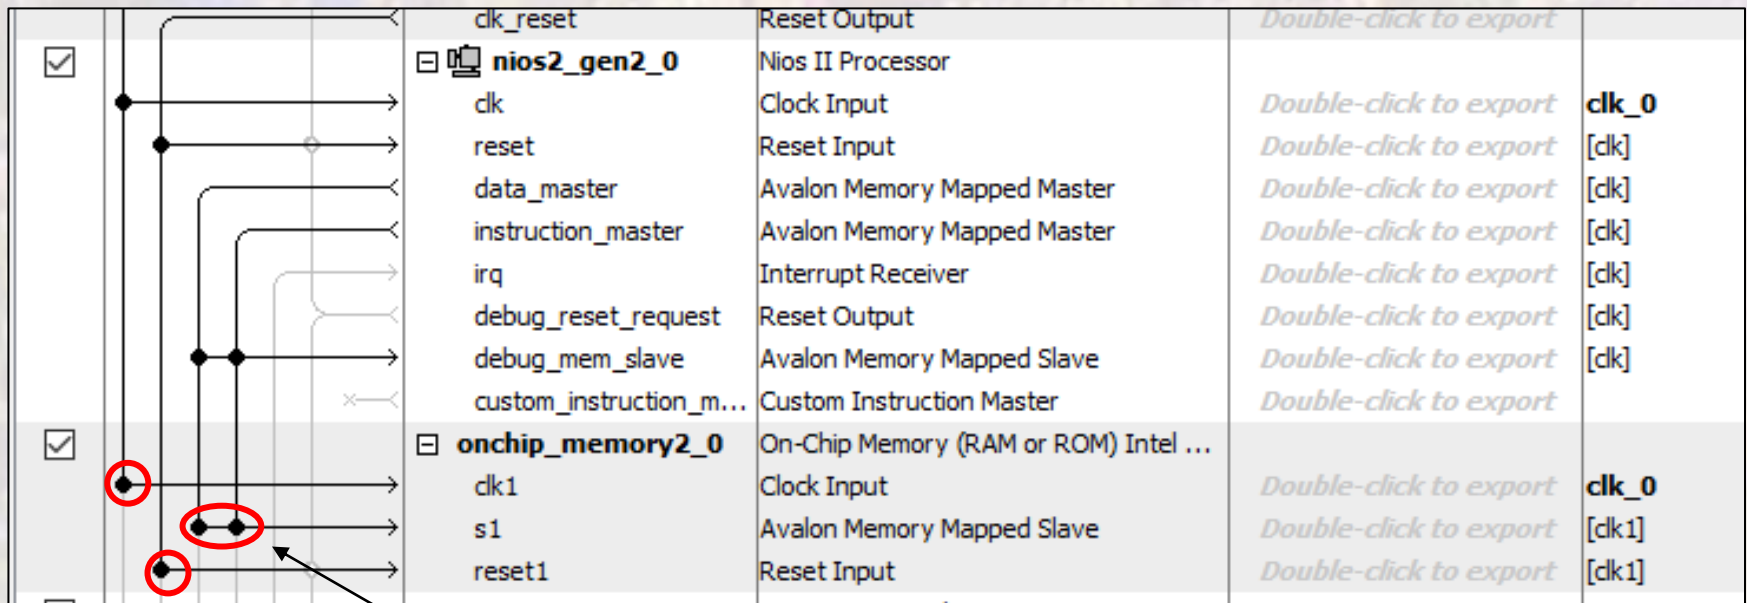 clk_reset Reset Output Double-click to export
nios2_gen2_0 Nios II Processor
clk Clock Input Double-click to export clk_0
reset Reset Input Double-click to export [clk]
data_master Avalon Memory Mapped Master Double-click to export [clk]
instruction_master Avalon Memory Mapped Master Double-click to export [clk]
irq Interrupt Receiver Double-click to export [clk]
debug_reset_request Reset Output Double-click to export [clk]
debug_mem_slave Avalon Memory Mapped Slave Double-click to export [clk]
custom_instruction_m... Custom Instruction Master Double-click to export
onchip_memory2_0 On-Chip Memory (RAM or ROM) Intel ...
clk1 Clock Input Double-click to export clk_0
s1 Avalon Memory Mapped Slave Double-click to export [clk1]
reset1 Reset Input Double-click to export [clk1]